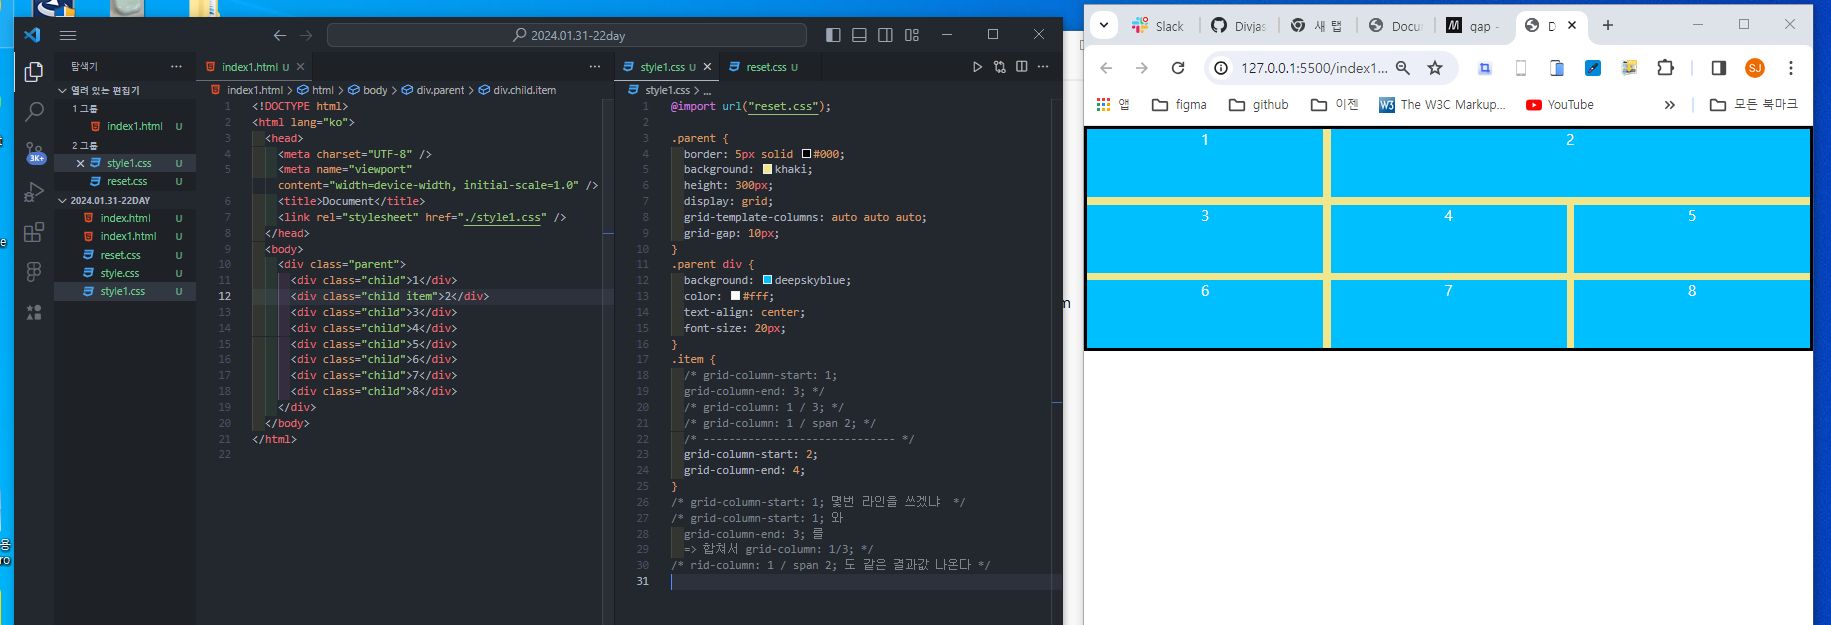 2024.01.31-22day
탐색기 ···
열려 있는 편집기
1 그룹
index1.html U
2 그룹
style1.css U
reset.css U
2024.01.31-22DAY
index.html U
index1.html U
reset.css U
style.css U
style1.css U
3K+
index1.html U
index1.html > html > body > div.parent > div.child.item
1 <!DOCTYPE html>
2 <html lang="ko">
3 <head>
4 <meta charset="UTF-8" />
5 <meta name="viewport"
content="width=device-width, initial-scale=1.0" />
6 <title>Document</title>
7 <link rel="stylesheet" href="./style1.css" />
8 </head>
9 <body>
10 <div class="parent">
11 <div class="child">1</div>
12 <div class="child item">2</div>
13 <div class="child">3</div>
14 <div class="child">4</div>
15 <div class="child">5</div>
16 <div class="child">6</div>
17 <div class="child">7</div>
18 <div class="child">8</div>
19 </div>
20 </body>
21 </html>
22
style1.css U
reset.css U
style1.css > ...
1 @import url("reset.css");
2
3 .parent {
4 border: 5px solid #000;
5 background: khaki;
6 height: 300px;
7 display: grid;
8 grid-template-columns: auto auto auto;
9 grid-gap: 10px;
10 }
11 .parent div {
12 background: deepskyblue;
13 color: #fff;
14 text-align: center;
15 font-size: 20px;
16 }
17 .item {
18 /* grid-column-start: 1;
19 grid-column-end: 3; */
20 /* grid-column: 1 / 3; */
21 /* grid-column: 1 / span 2; */
22 /* ------------------------------ */
23 grid-column-start: 2;
24 grid-column-end: 4;
25 }
26 /* grid-column-start: 1; 몇번 라인을 쓰겠냐  */
27 /* grid-column-start: 1; 와
28 grid-column-end: 3; 를
29 => 합쳐서 grid-column: 1/3; */
30 /* rid-column: 1 / span 2; 도 같은 결과값 나온다 */
31
Slack
Divjas
새 탭
Docu
gap -
D
127.0.0.1:5500/index1...
SJ
앱
figma
github
이젠
W3 The W3C Markup...
YouTube
»
모든 북마크
1 2
3 4 5
6 7 8